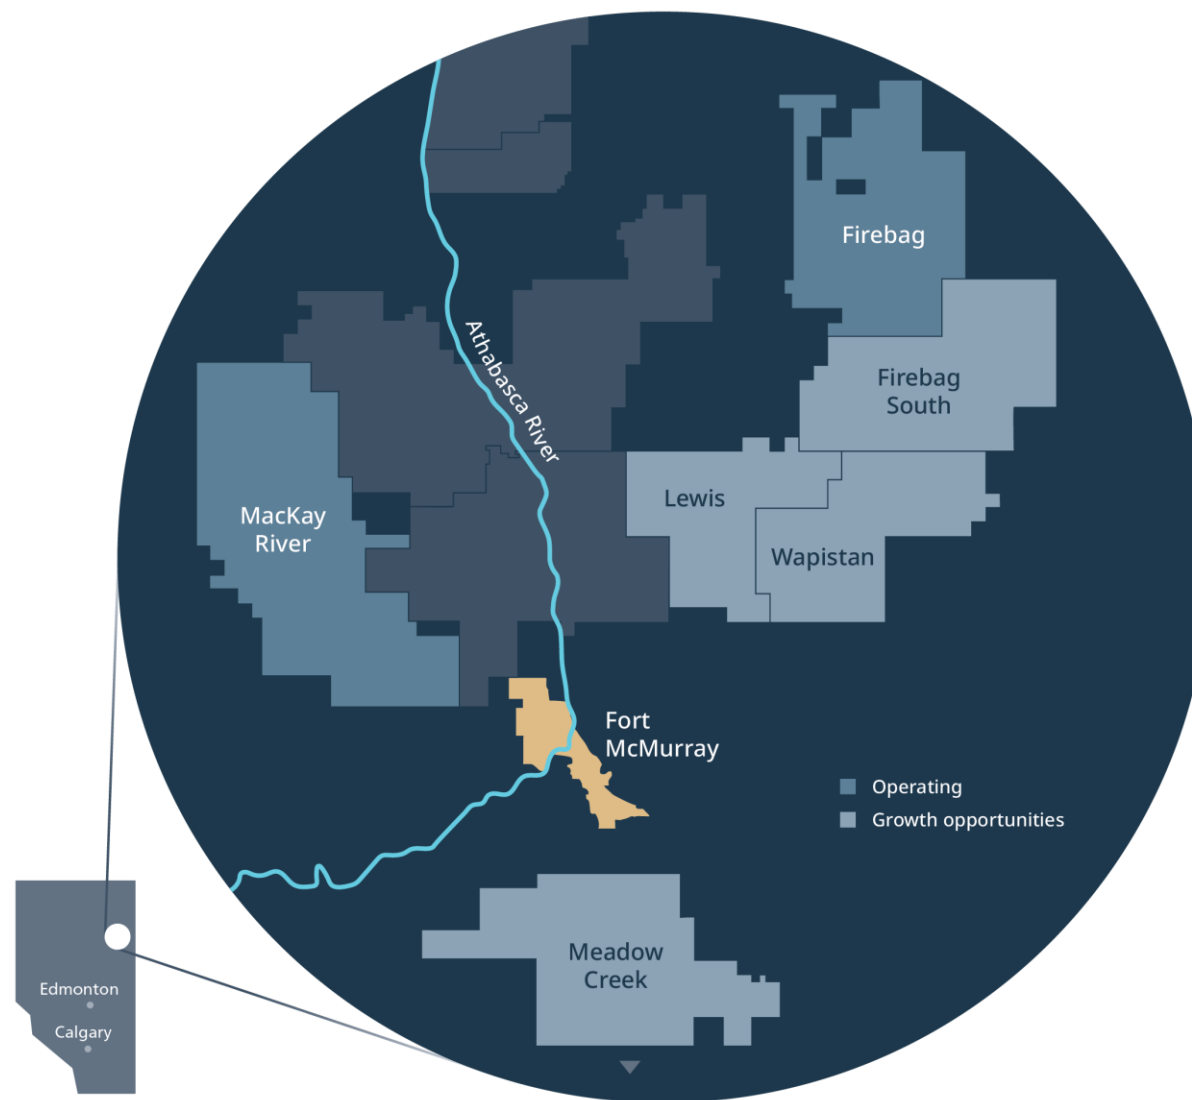 Firebag
Athabasca River
Firebag
South
Lewis
MacKay
River
Wapistan
Fort
McMurray
Operating
Growth opportunities
Meadow
Creek
Edmonton
Calgary